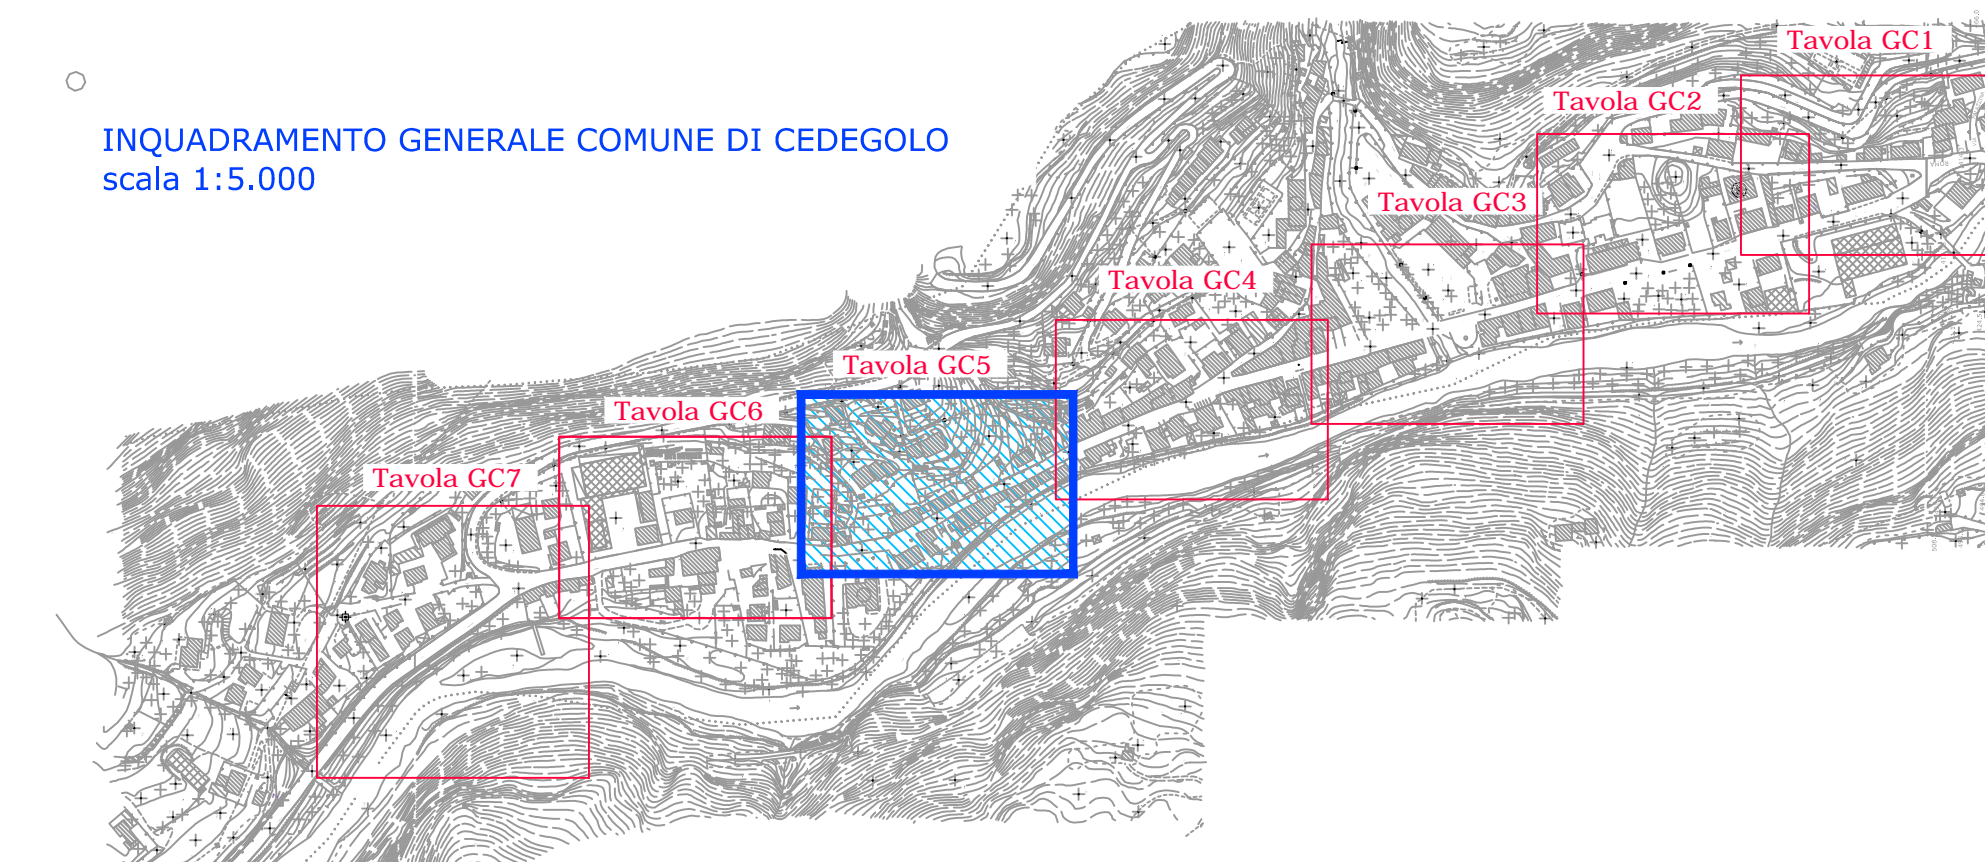 INQUADRAMENTO GENERALE COMUNE DI CEDEGOLO
scala 1:5.000
Tavola GC1
Tavola GC2
Tavola GC3
Tavola GC4
Tavola GC5
Tavola GC6
Tavola GC7
ROMA